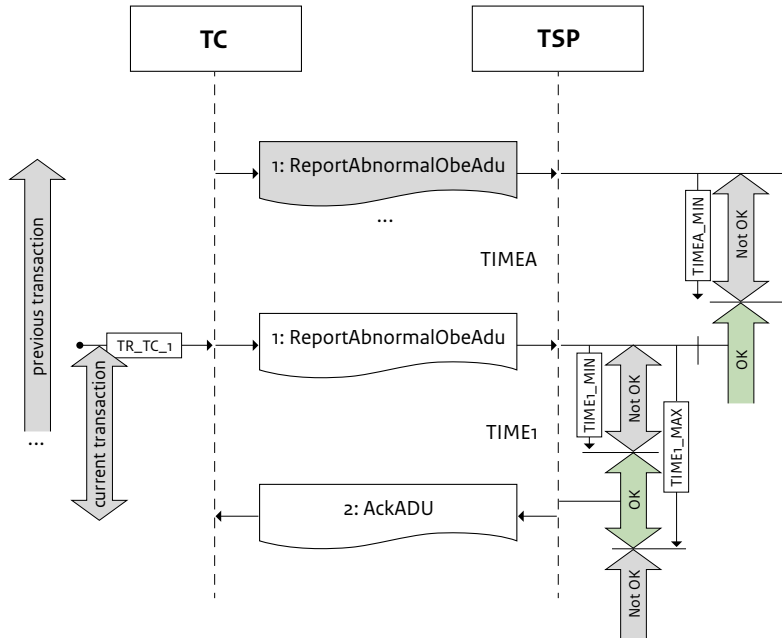 TC
TSP
1: ReportAbnormalObeAdu
...
TIMEA
TIMEA_MIN
Not OK
OK
previous transaction
...
TR_TC_1
1: ReportAbnormalObeAdu
current transaction
TIME1
TIME1_MIN
Not OK
TIME1_MAX
2: AckADU
OK
Not OK